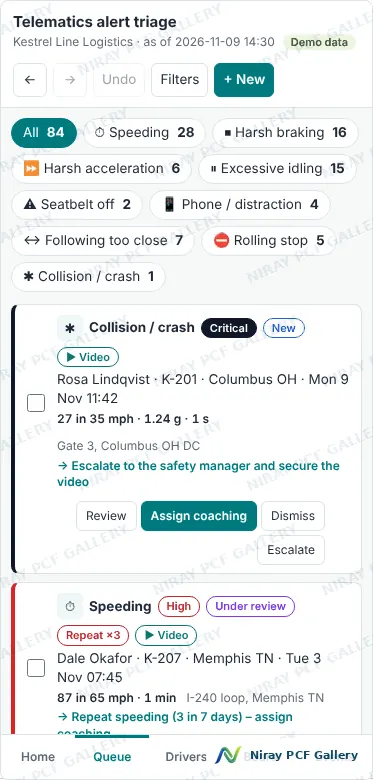 Telematics alert triage
Kestrel Line Logistics · as of 2026-11-09 14:30 Demo data
← → Undo Filters + New
All 84 ⏱ Speeding 28 ⏹ Harsh braking 16
⏩ Harsh acceleration 6 ⏸ Excessive idling 15
⚠ Seatbelt off 2 📱 Phone / distraction 4
↔ Following too close 7 ⛔ Rolling stop 5
✱ Collision / crash 1
✱ Collision / crash Critical New
▶ Video
Rosa Lindqvist · K-201 · Columbus OH · Mon 9
Nov 11:42
27 in 35 mph · 1.24 g · 1 s
Gate 3, Columbus OH DC
→ Escalate to the safety manager and secure the
video
Review Assign coaching Dismiss
Escalate
⏱ Speeding High Under review
Repeat ×3 ▶ Video
Dale Okafor · K-207 · Memphis TN · Tue 3
Nov 07:45
87 in 65 mph · 1 min I-240 loop, Memphis TN
→ Repeat speeding (3 in 7 days) – assign
coaching
Home Queue Drivers Niray PCF Gallery
NIRAY PCF GALLERY